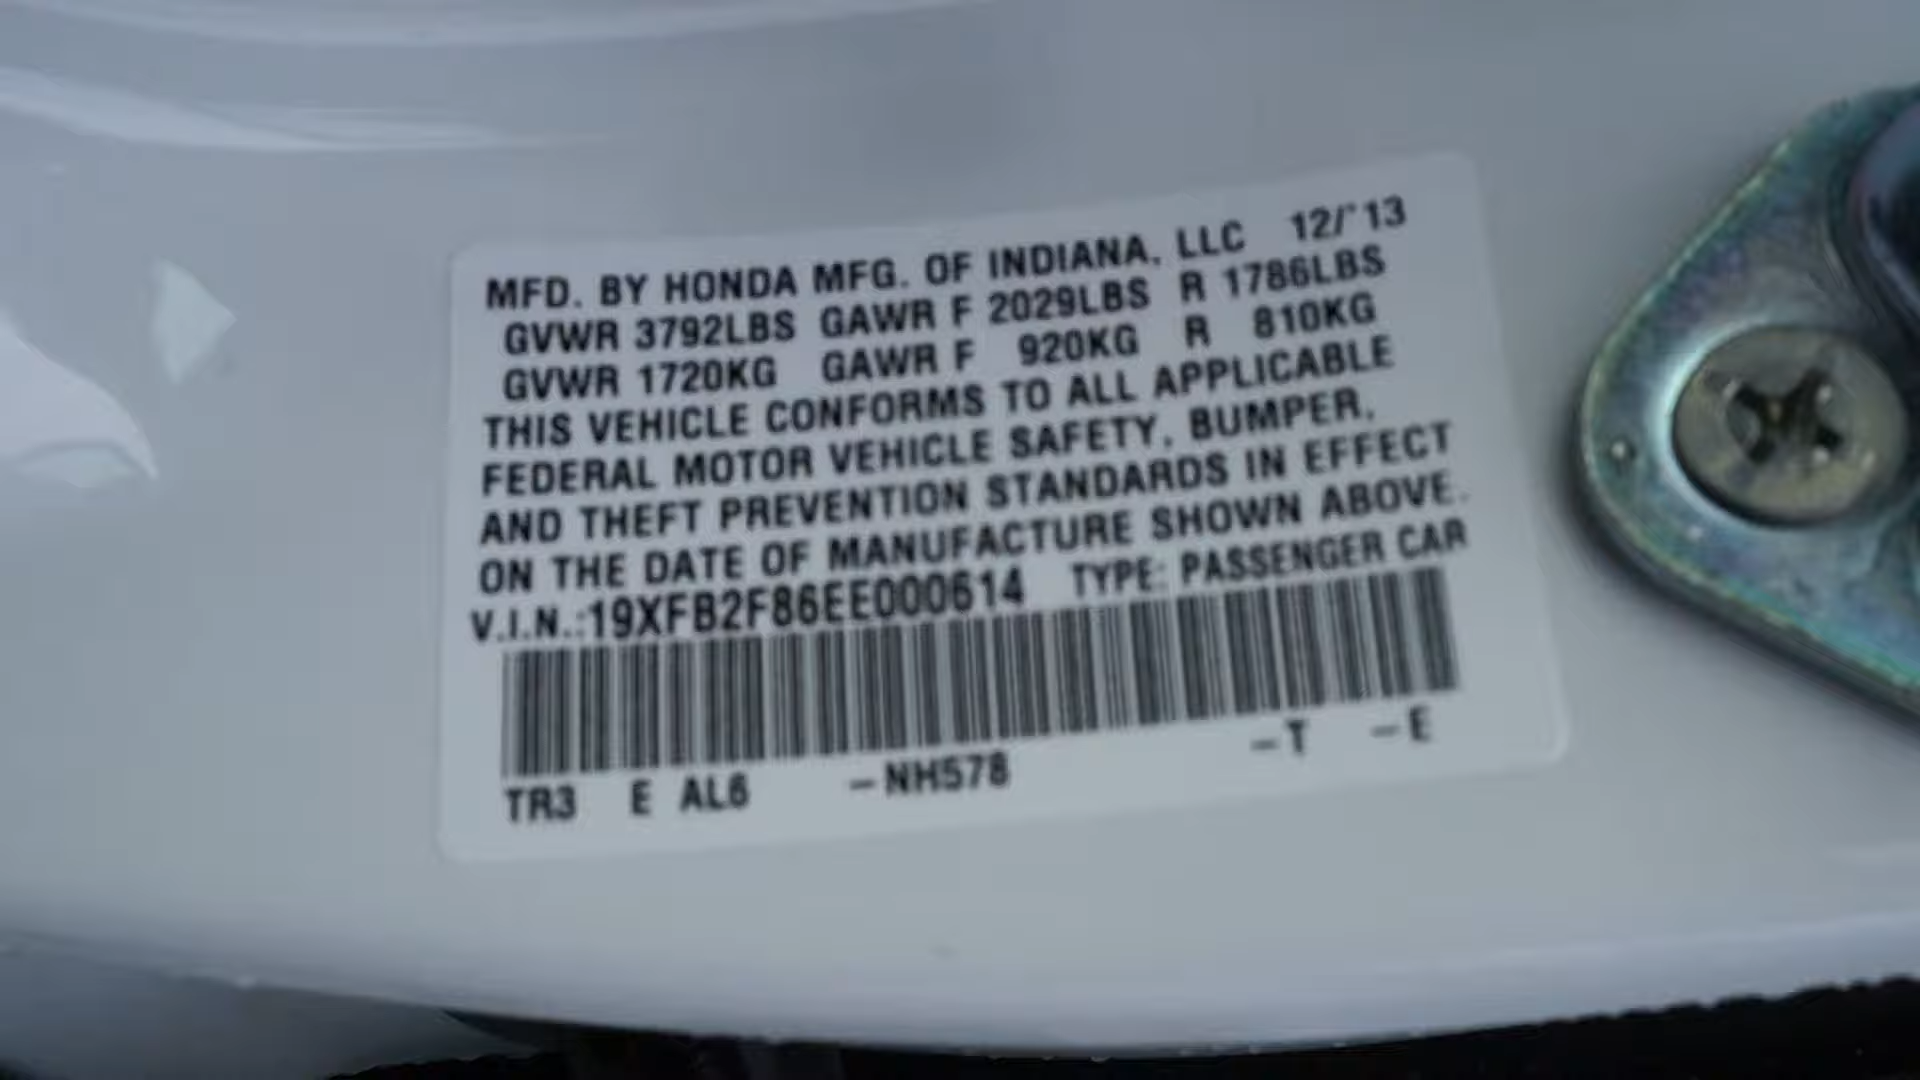 MFD. BY HONDA MFG. OF INDIANA, LLC 12/'13
GVWR 3792LBS GAWR F 2029LBS R 1786LBS
GVWR 1720KG GAWR F 920KG R 810KG
THIS VEHICLE CONFORMS TO ALL APPLICABLE
FEDERAL MOTOR VEHICLE SAFETY, BUMPER,
AND THEFT PREVENTION STANDARDS IN EFFECT
ON THE DATE OF MANUFACTURE SHOWN ABOVE.
V.I.N.:19XFB2F86EE000614 TYPE: PASSENGER CAR
TR3 E AL6 –NH578 –T –E